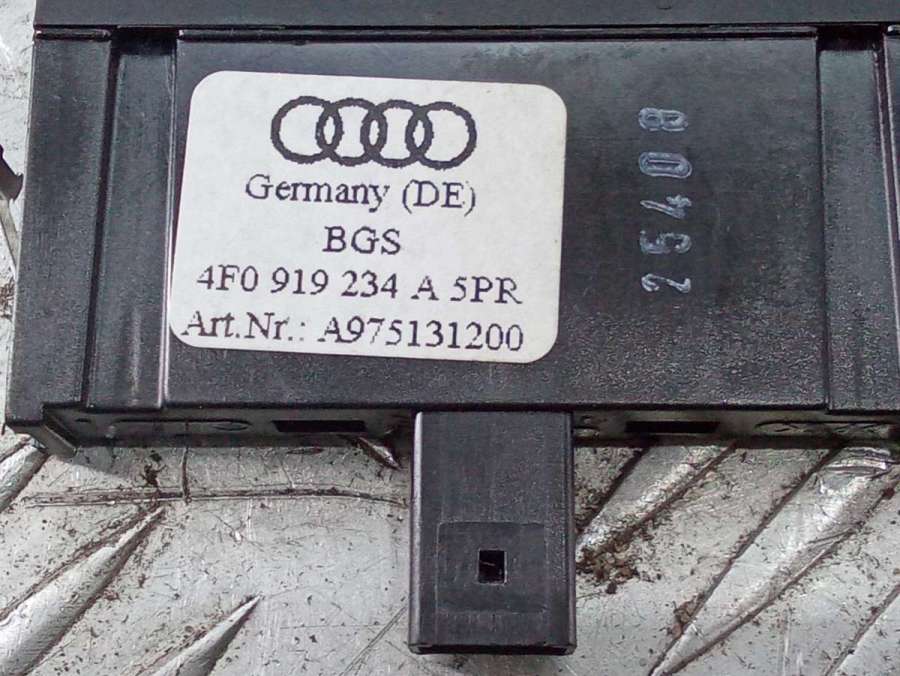 Germany (DE)
BGS
4F0 919 234 A 5PR
Art.Nr.: A975131200
25408